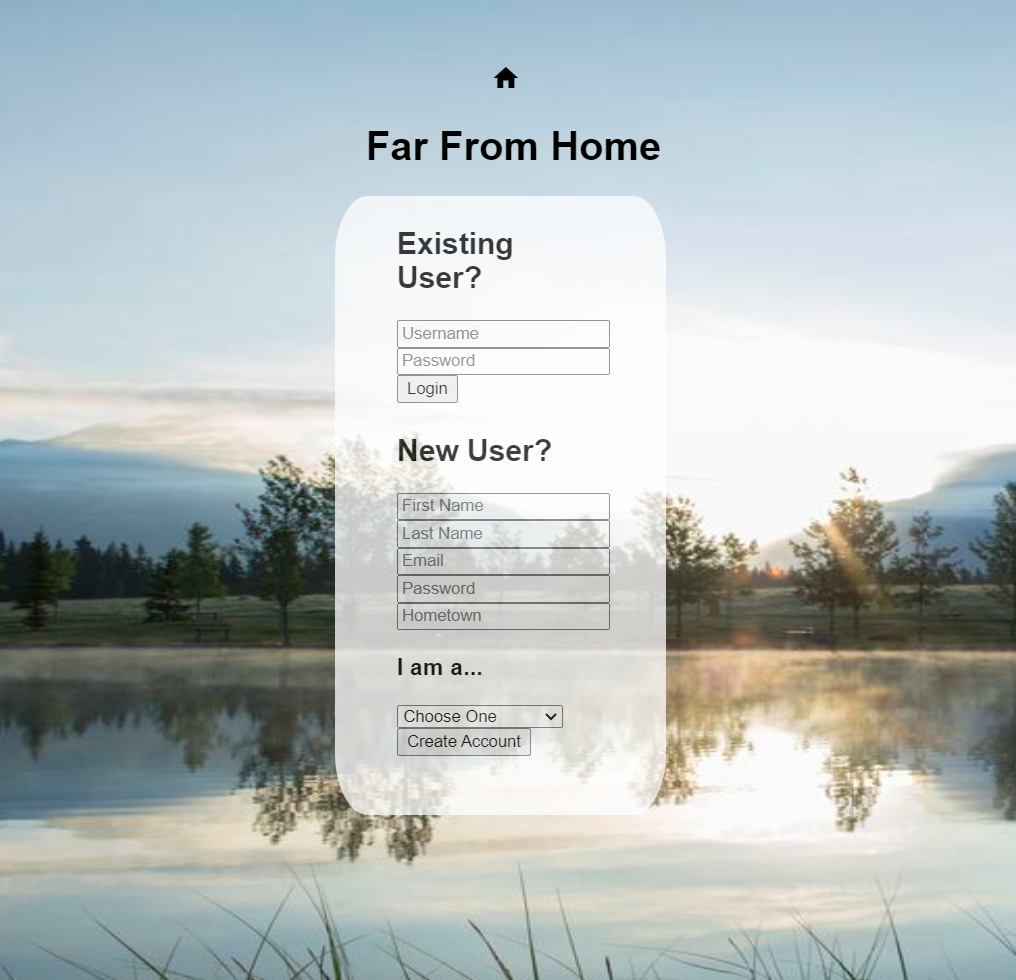 Far From Home
Existing
User?
Username
Password
Login
New User?
First Name
Last Name
Email
Password
Hometown
I am a...
Choose One
Create Account